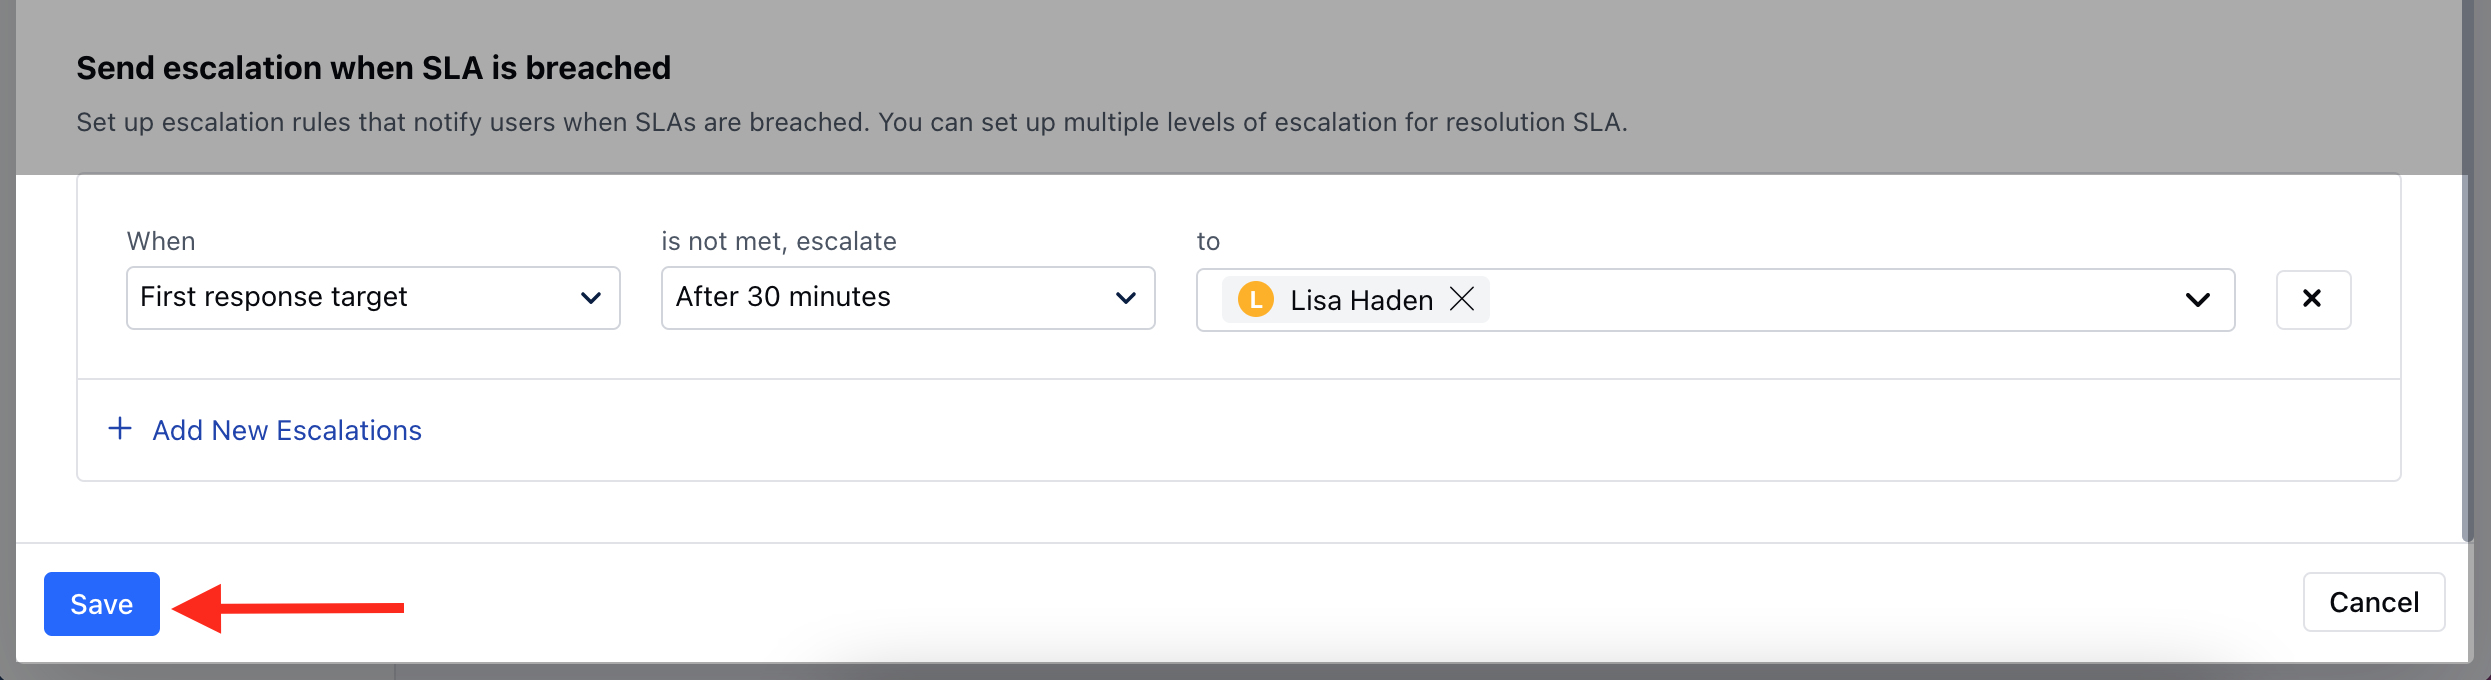 Send escalation when SLA is breached
Set up escalation rules that notify users when SLAs are breached. You can set up multiple levels of escalation for resolution SLA.
When is not met, escalate to
First response target After 30 minutes L Lisa Haden
+ Add New Escalations
Save Cancel